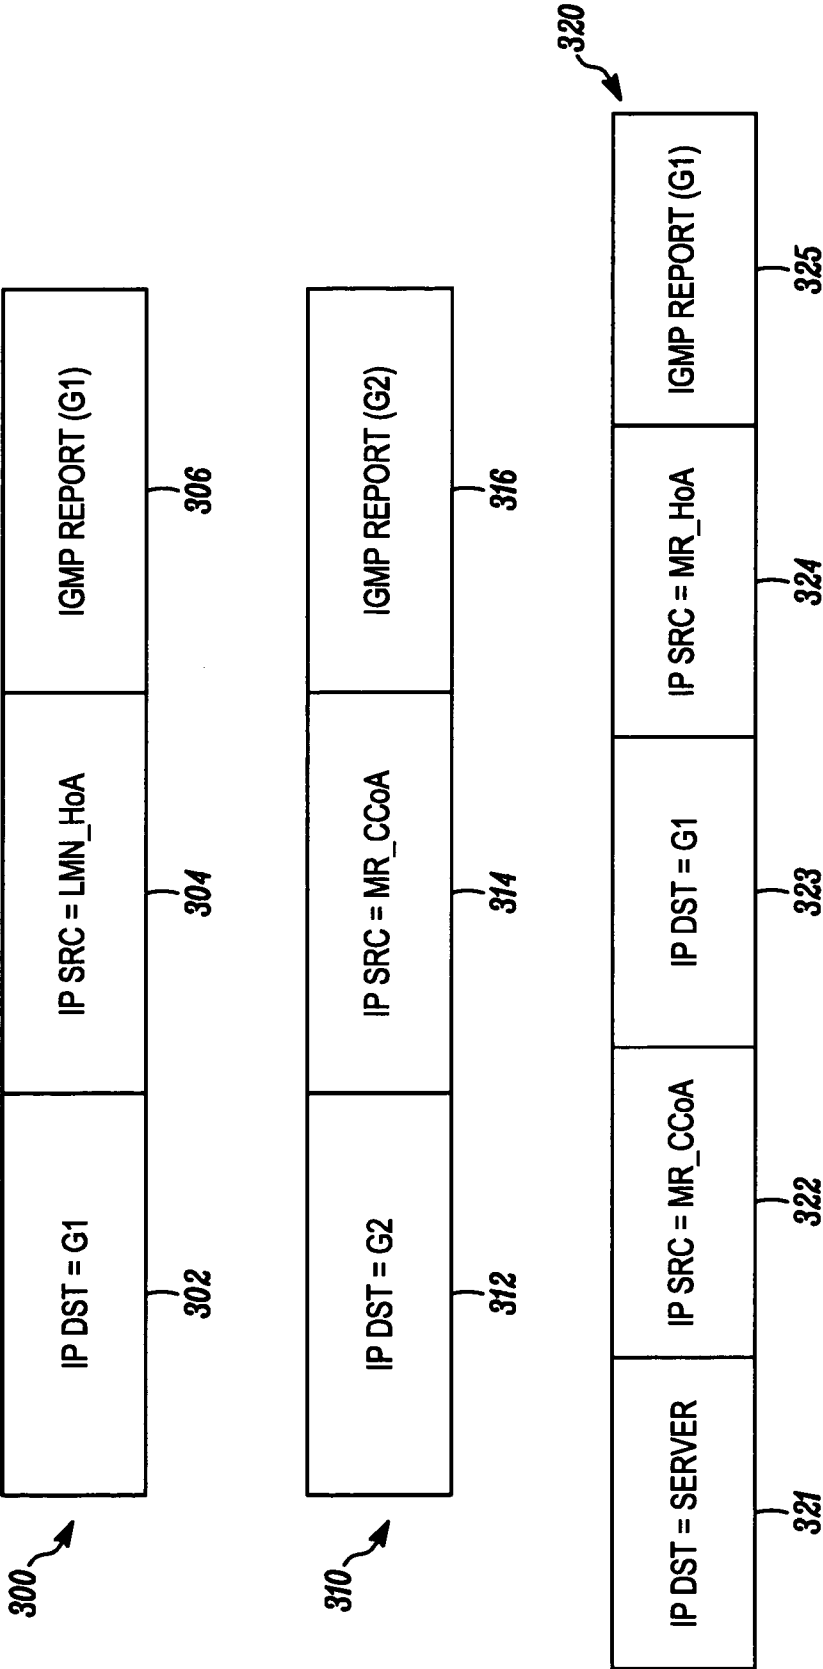 300
IP DST = G1
IP SRC = LMN_HoA
IGMP REPORT (G1)
302
304
306
310
IP DST = G2
IP SRC = MR_CCoA
IGMP REPORT (G2)
312
314
316
320
IP DST = SERVER
IP SRC = MR_CCoA
IP DST = G1
IP SRC = MR_HoA
IGMP REPORT (G1)
321
322
323
324
325